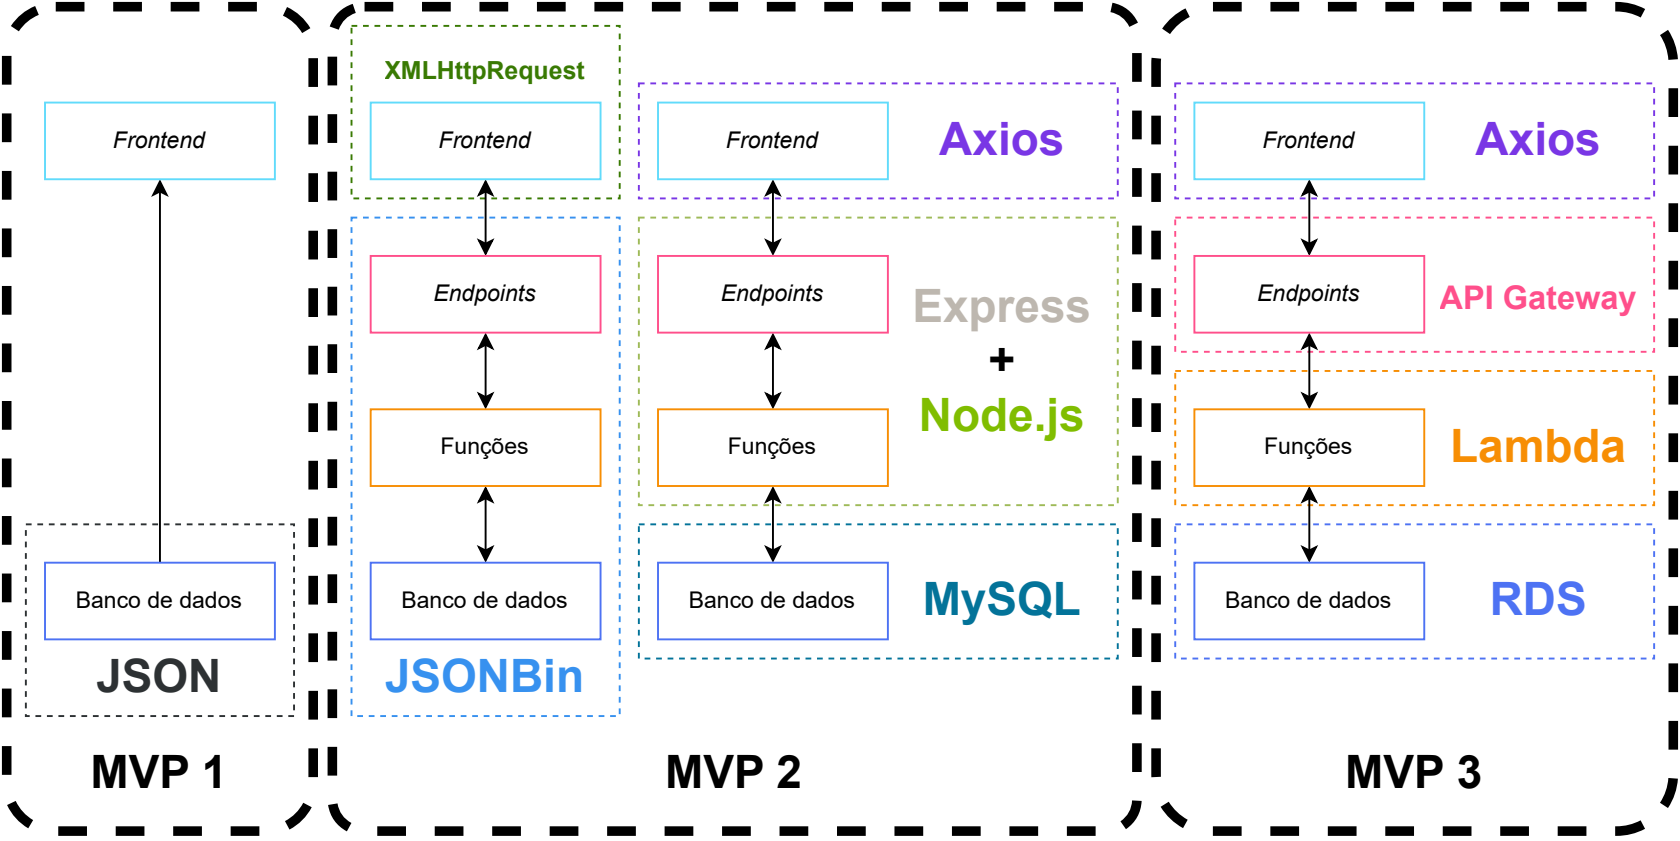 Frontend
Banco de dados
JSON
MVP 1
XMLHttpRequest
Frontend
Endpoints
Funções
Banco de dados
JSONBin
Frontend
Axios
Endpoints
Funções
Express
+
Node.js
Banco de dados
MySQL
MVP 2
Frontend
Axios
Endpoints
API Gateway
Funções
Lambda
Banco de dados
RDS
MVP 3